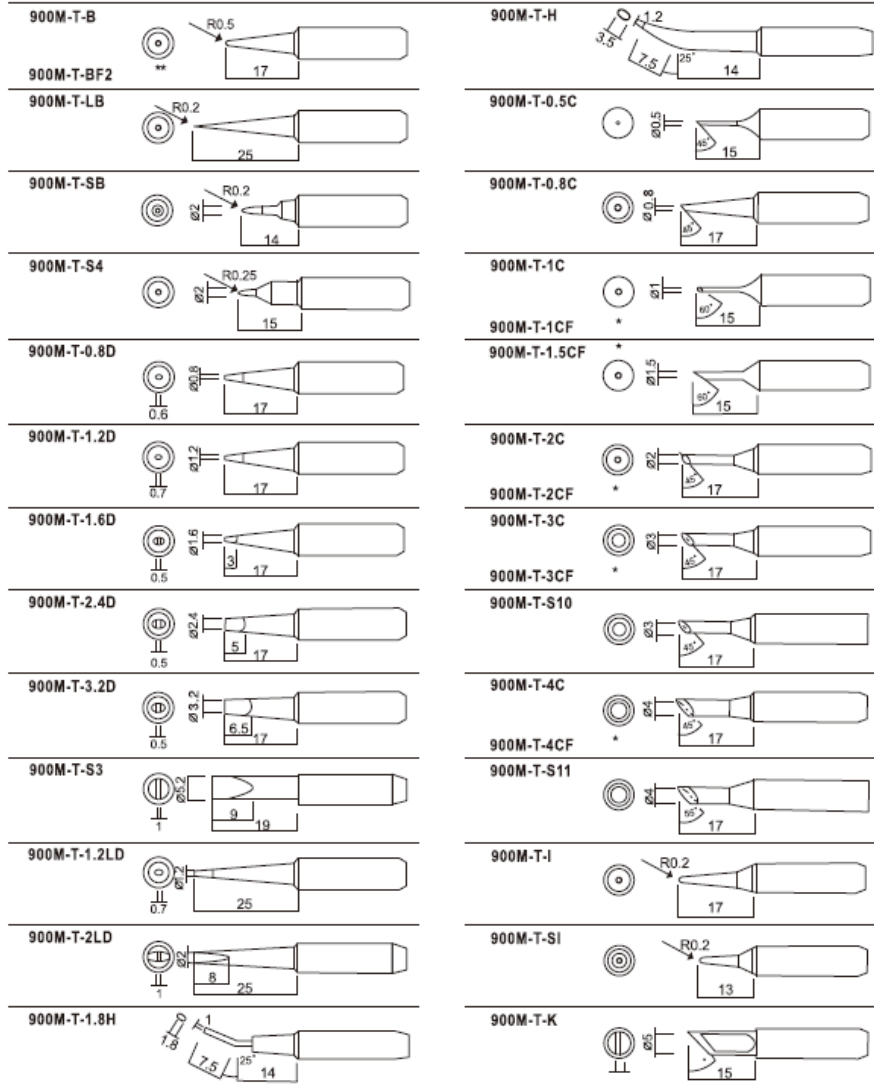 900M-T-B
R0.5
**
17
900M-T-BF2
900M-T-LB
R0.2
25
900M-T-SB
R0.2
ø2
14
900M-T-S4
R0.25
ø2
15
900M-T-0.8D
ø0.8
17
0.6
900M-T-1.2D
ø1.2
17
0.7
900M-T-1.6D
ø1.6
3
17
0.5
900M-T-2.4D
ø2.4
5
17
0.5
900M-T-3.2D
ø3.2
6.5
17
0.5
900M-T-S3
ø5.2
9
19
1
900M-T-1.2LD
ø1.2
25
0.7
900M-T-2LD
ø2
8
25
1
900M-T-1.8H
1
1.8
7.5
25°
14
900M-T-H
1.2
3.5
7.5
25°
14
900M-T-0.5C
ø0.5
45°
15
900M-T-0.8C
ø0.8
45°
17
900M-T-1C
ø1
60°
15
900M-T-1CF
*
*
900M-T-1.5CF
ø1.5
60°
15
900M-T-2C
ø2
45°
17
900M-T-2CF
*
900M-T-3C
ø3
45°
17
900M-T-3CF
*
900M-T-S10
ø3
45°
17
900M-T-4C
ø4
45°
17
900M-T-4CF
*
900M-T-S11
ø4
55°
17
900M-T-I
R0.2
17
900M-T-SI
R0.2
13
900M-T-K
ø5
15